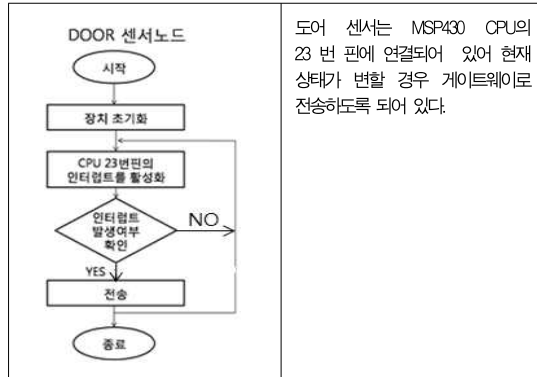 DOOR 센서노드
시작
장치 초기화
CPU 23번핀의
인터럽트를 활성화
인터럽트
발생여부
확인
NO
YES
전송
종료
도어 센서는 MSP430 CPU의
23 번 핀에 연결되어 있어 현재
상태가 변할 경우 게이트웨이로
전송하도록 되어 있다.